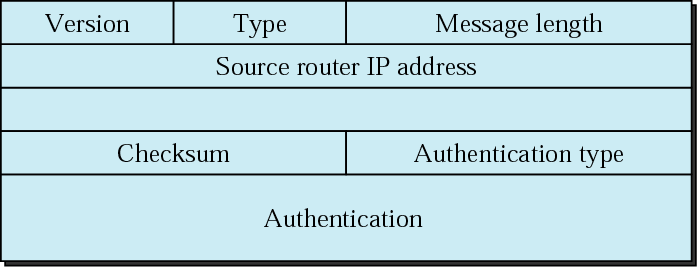 Version Type Message length
Source router IP address
Checksum Authentication type
Authentication